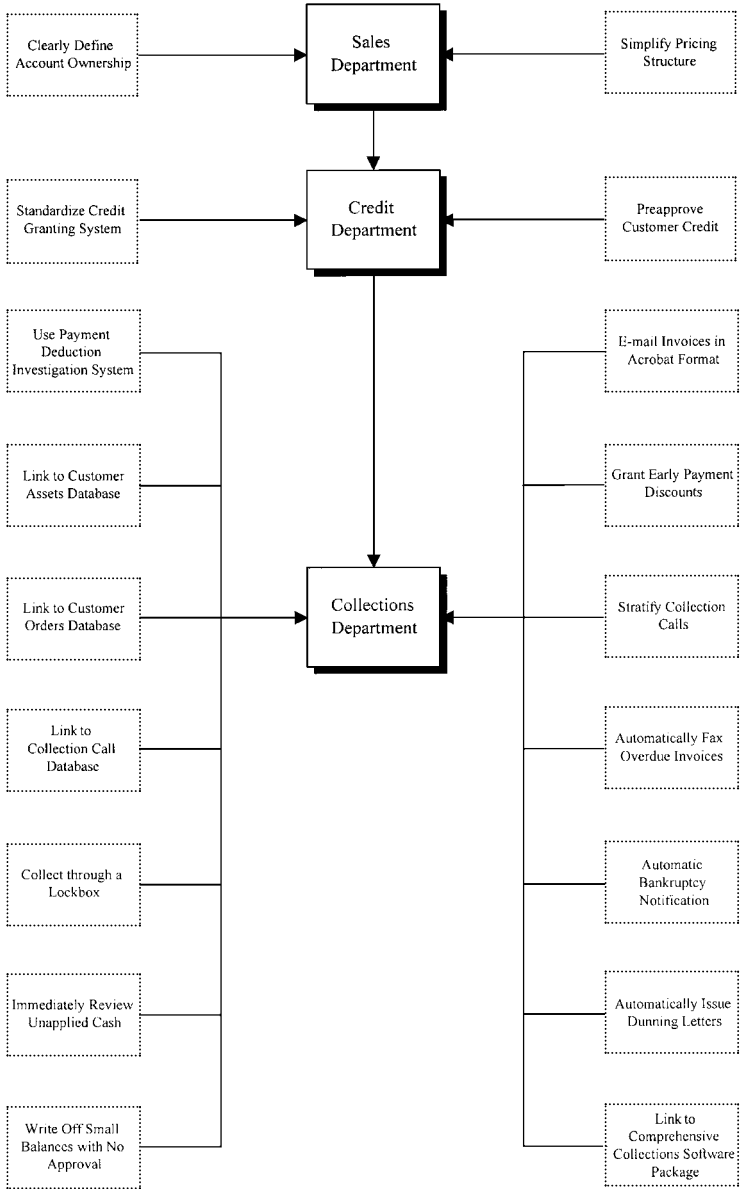 Clearly Define
Account Ownership
Sales
Department
Simplify Pricing
Structure
Standardize Credit
Granting System
Credit
Department
Preapprove
Customer Credit
Use Payment
Deduction
Investigation System
E-mail Invoices in
Acrobat Format
Link to Customer
Assets Database
Grant Early Payment
Discounts
Link to Customer
Orders Database
Collections
Department
Stratify Collection
Calls
Link to
Collection Call
Database
Automatically Fax
Overdue Invoices
Collect through a
Lockbox
Automatic
Bankruptcy
Notification
Immediately Review
Unapplied Cash
Automatically Issue
Dunning Letters
Write Off Small
Balances with No
Approval
Link to
Comprehensive
Collections Software
Package